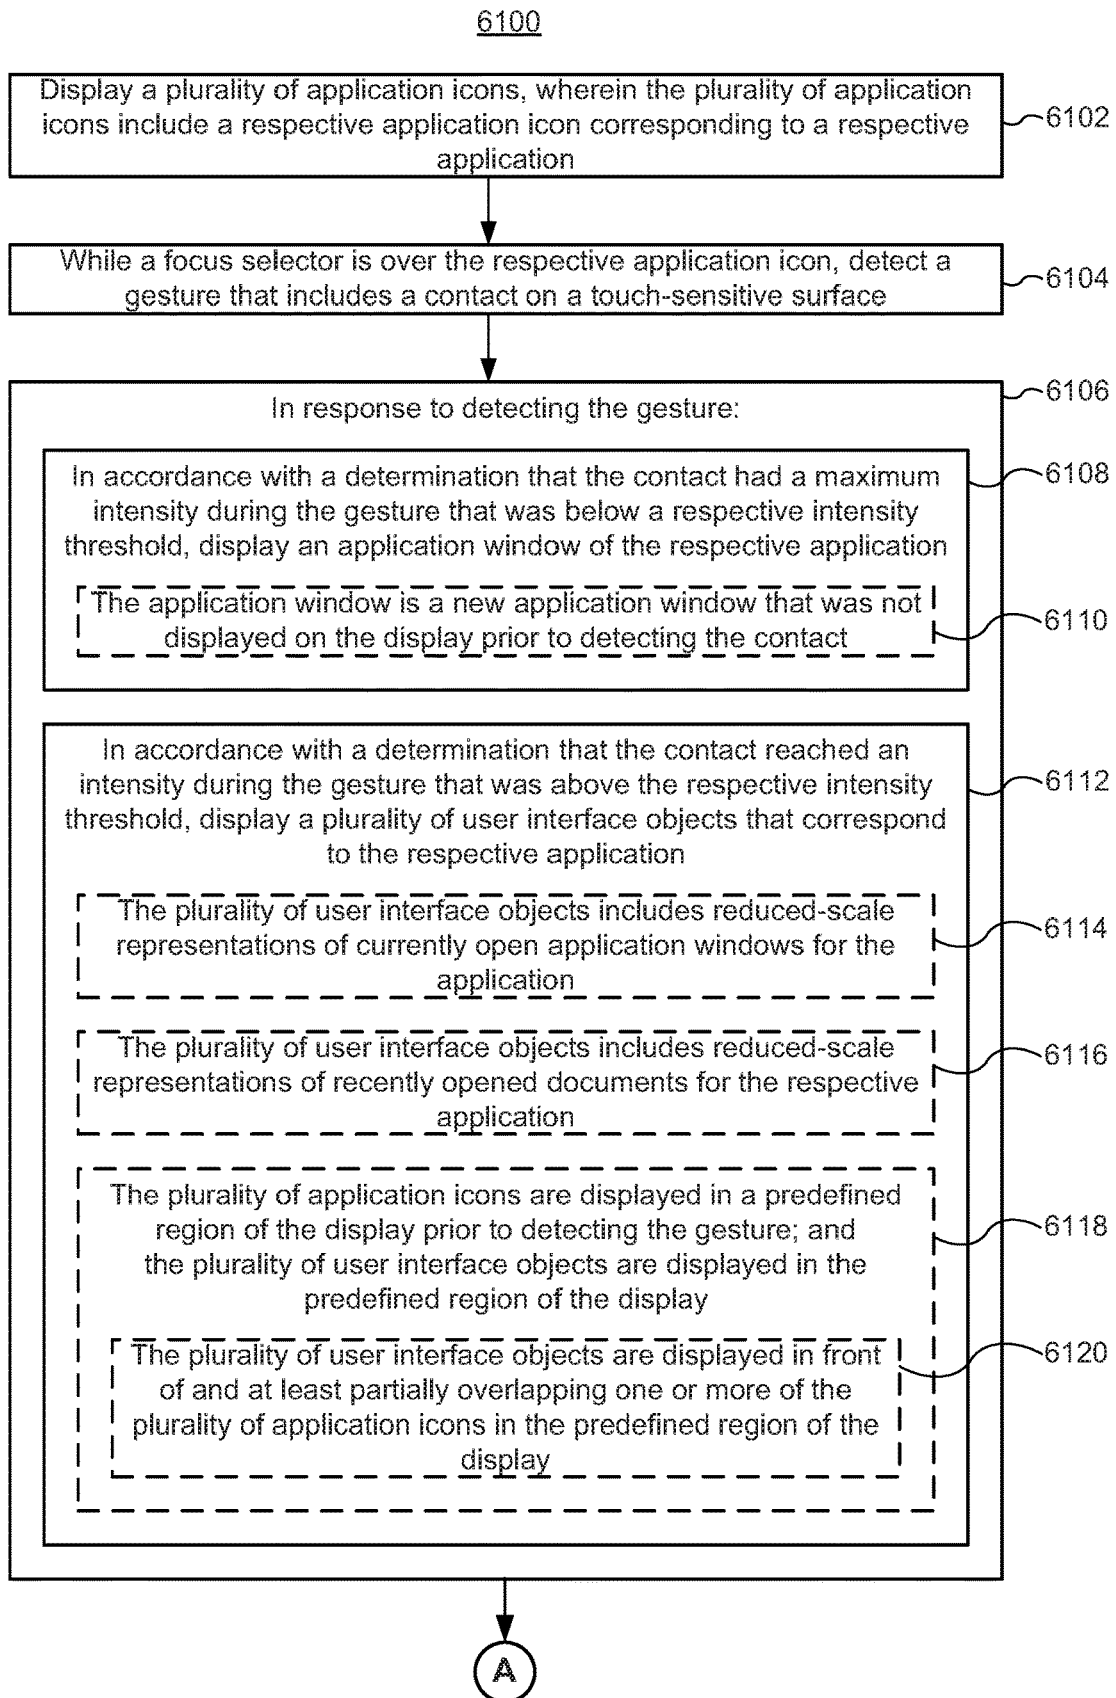 6100
Display a plurality of application icons, wherein the plurality of application
icons include a respective application icon corresponding to a respective
application
6102
While a focus selector is over the respective application icon, detect a
gesture that includes a contact on a touch-sensitive surface
6104
6106
In response to detecting the gesture:
In accordance with a determination that the contact had a maximum
intensity during the gesture that was below a respective intensity
threshold, display an application window of the respective application
6108
The application window is a new application window that was not
displayed on the display prior to detecting the contact
6110
In accordance with a determination that the contact reached an
intensity during the gesture that was above the respective intensity
threshold, display a plurality of user interface objects that correspond
to the respective application
6112
The plurality of user interface objects includes reduced-scale
representations of currently open application windows for the
application
6114
The plurality of user interface objects includes reduced-scale
representations of recently opened documents for the respective
application
6116
The plurality of application icons are displayed in a predefined
region of the display prior to detecting the gesture; and
the plurality of user interface objects are displayed in the
predefined region of the display
6118
The plurality of user interface objects are displayed in front
of and at least partially overlapping one or more of the
plurality of application icons in the predefined region of the
display
6120
A